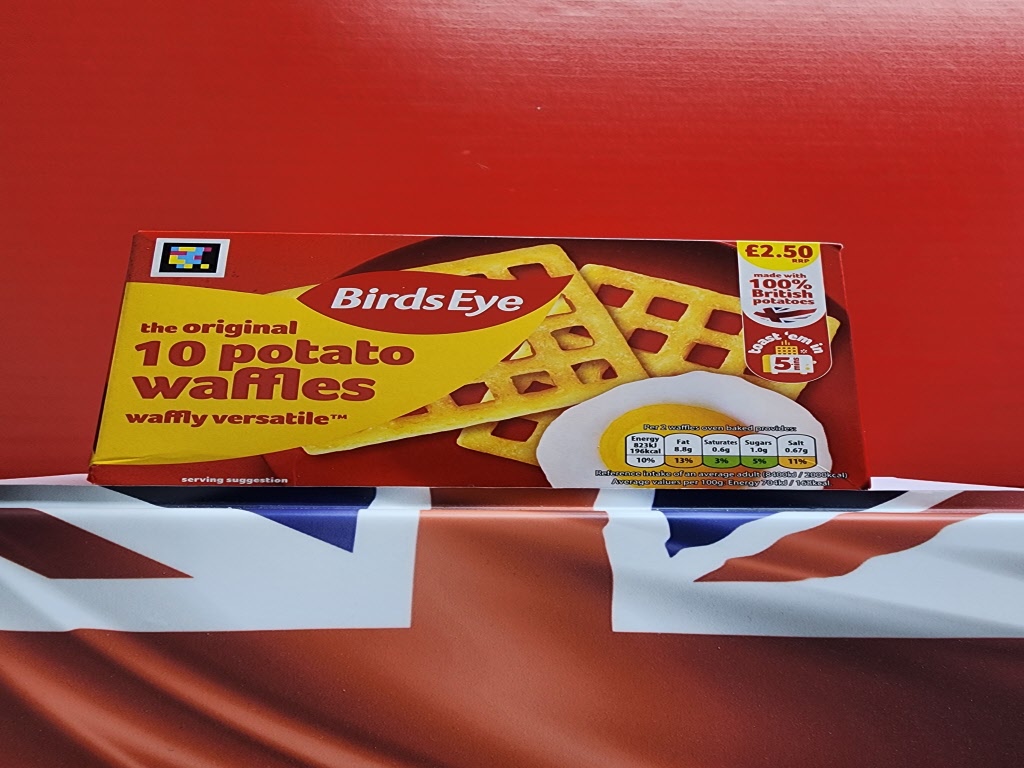 BirdsEye
the original
10 potato
waffles
waffly versatile™
serving suggestion
£2.50
RRP
made with
100%
British
potatoes
toast 'em in
5 mins
Per 2 waffles oven baked provides:
Energy Fat Saturates Sugars Salt
823kJ 8.8g 0.6g 1.0g 0.67g
196kcal
10% 13% 3% 5% 11%
Reference intake of an average adult (8400kJ / 2000kcal)
Average values per 100g: Energy 704kJ / 168kcal